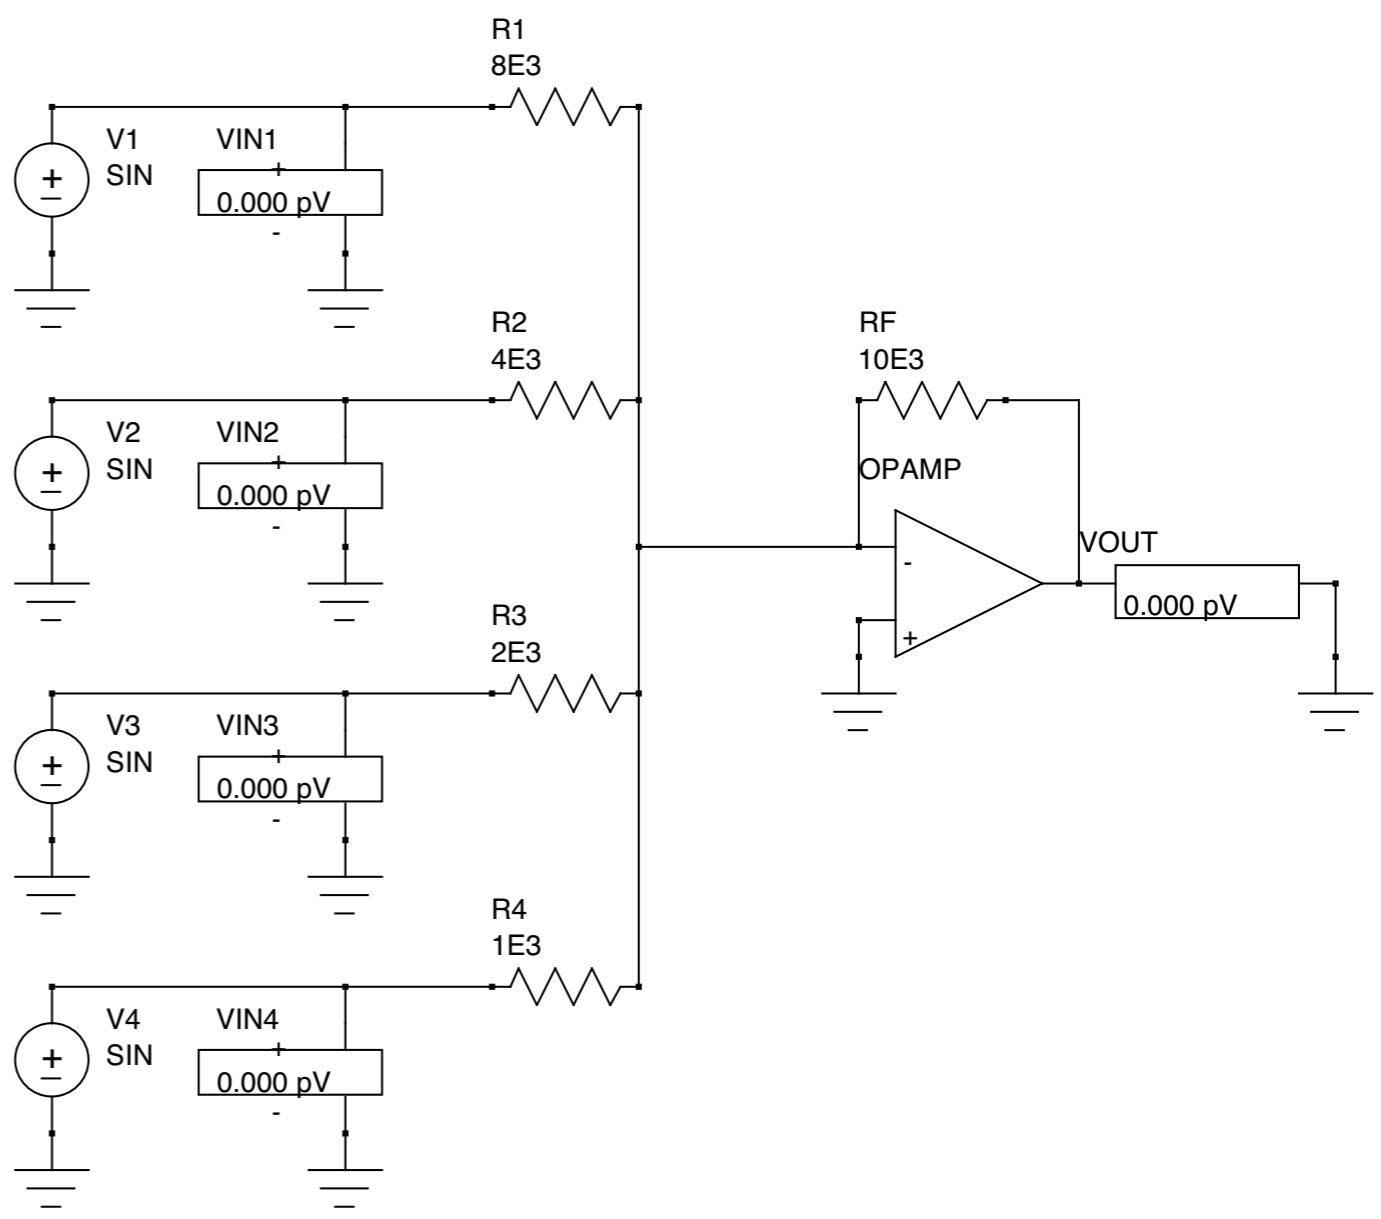 R1
8E3
V1
SIN
VIN1
+
0.000 pV
-
+
R2
4E3
V2
SIN
VIN2
+
0.000 pV
-
+
RF
10E3
OPAMP
-
+
VOUT
0.000 pV
R3
2E3
V3
SIN
VIN3
+
0.000 pV
-
+
R4
1E3
V4
SIN
VIN4
+
0.000 pV
-
+